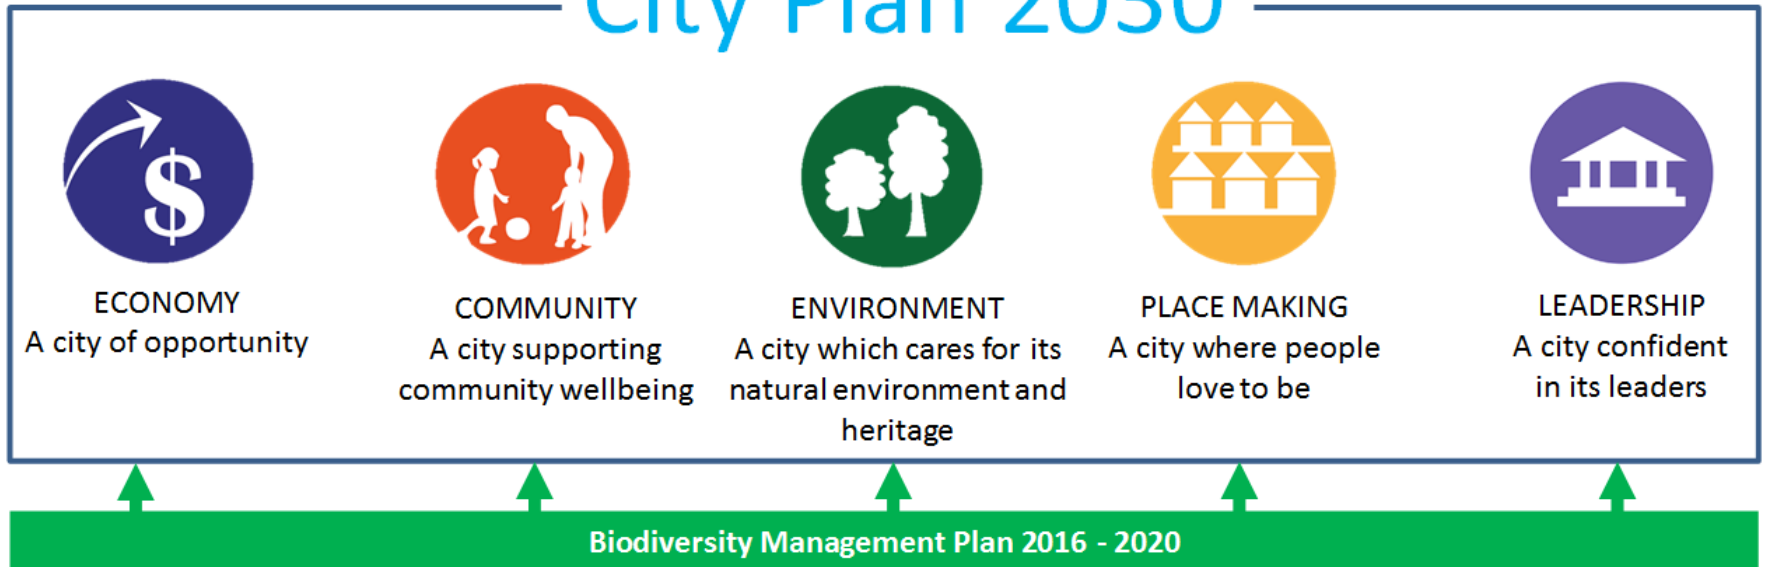 City Plan 2030
$
ECONOMY
A city of opportunity
COMMUNITY
A city supporting
community wellbeing
ENVIRONMENT
A city which cares for its
natural environment and
heritage
PLACE MAKING
A city where people
love to be
LEADERSHIP
A city confident
in its leaders
Biodiversity Management Plan 2016 - 2020